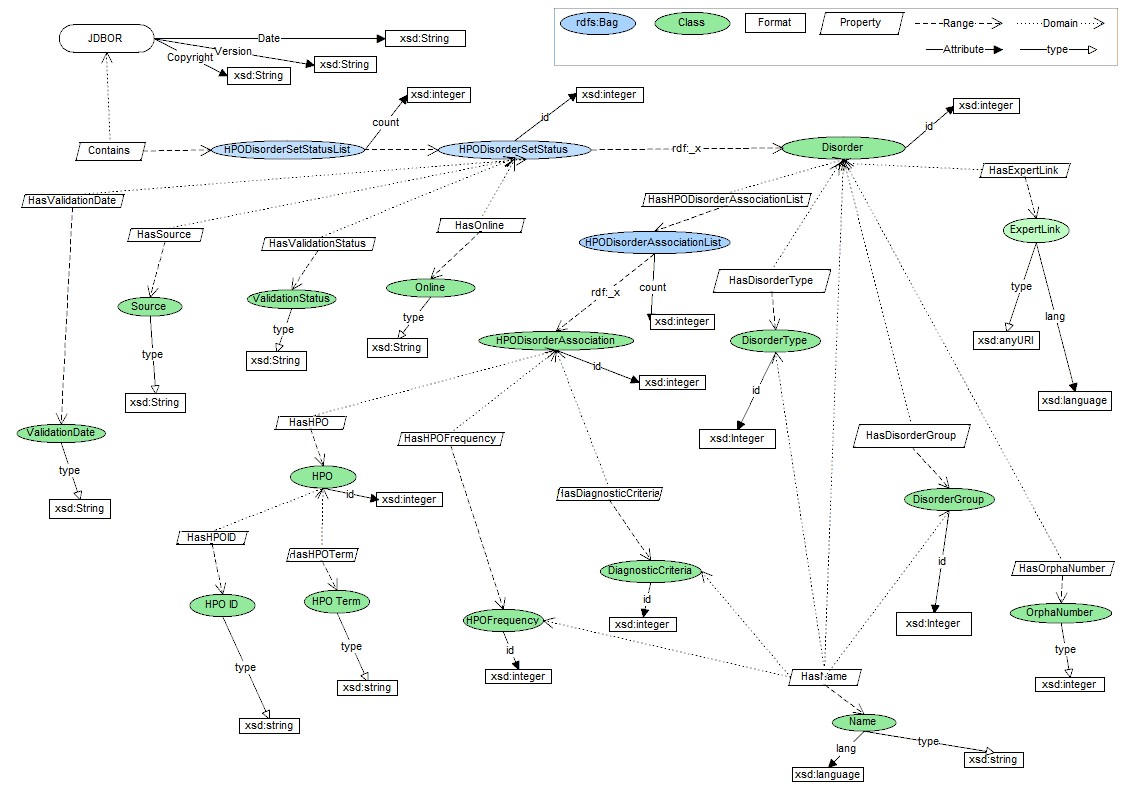 JDBOR
Date
xsd:String
Version
xsd:String
Copyright
xsd:String
rdfs:Bag
Class
Format
Property
Range
Domain
Attribute
type
xsd:integer
count
xsd:integer
id
xsd:integer
id
Contains
HPODisorderSetStatusList
HPODisorderSetStatus
rdf:_x
Disorder
HasExpertLink
HasValidationDate
HasSource
HasValidationStatus
HasOnline
HasHPODisorderAssociationList
HPODisorderAssociationList
ExpertLink
HasDisorderType
Source
ValidationStatus
Online
rdf:_x
count
type
lang
type
type
type
xsd:integer
HPODisorderAssociation
DisorderType
xsd:anyURI
xsd:String
xsd:String
xsd:String
id
xsd:integer
id
xsd:language
ValidationDate
HasHPO
HasHPOFrequency
xsd:Integer
HasDisorderGroup
type
xsd:String
HPO
id
xsd:integer
HasDiagnosticCriteria
DisorderGroup
HasHPOID
HasHPOTerm
id
HasOrphaNumber
DiagnosticCriteria
HPO ID
HPO Term
id
OrphaNumber
HPOFrequency
xsd:integer
xsd:Integer
type
type
id
type
xsd:string
xsd:integer
HasName
xsd:integer
xsd:string
Name
lang
type
xsd:string
xsd:language